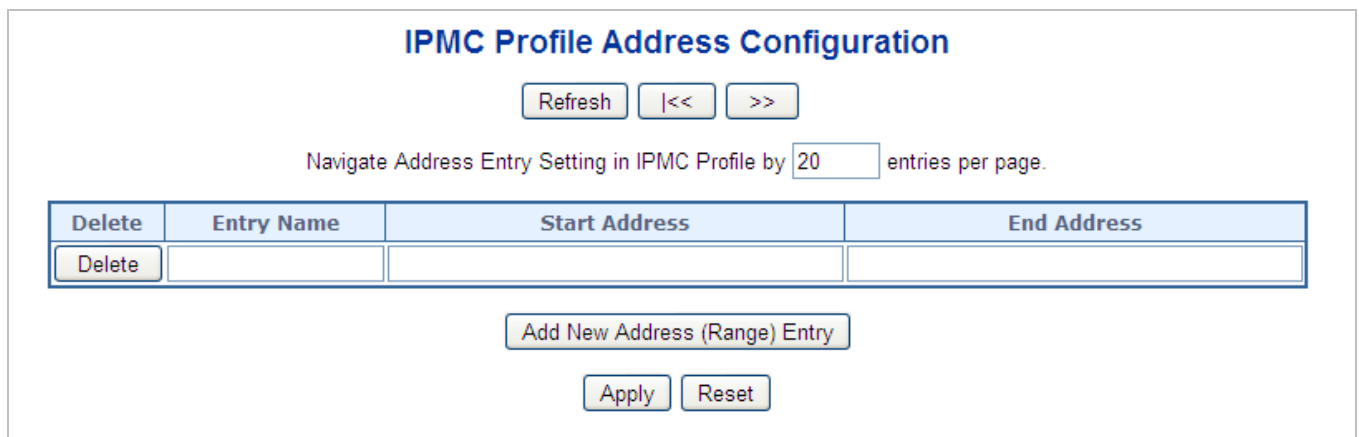 IPMC Profile Address Configuration
Refresh |<< >>
Navigate Address Entry Setting in IPMC Profile by 20 entries per page.
Delete Entry Name Start Address End Address
Delete
Add New Address (Range) Entry
Apply Reset